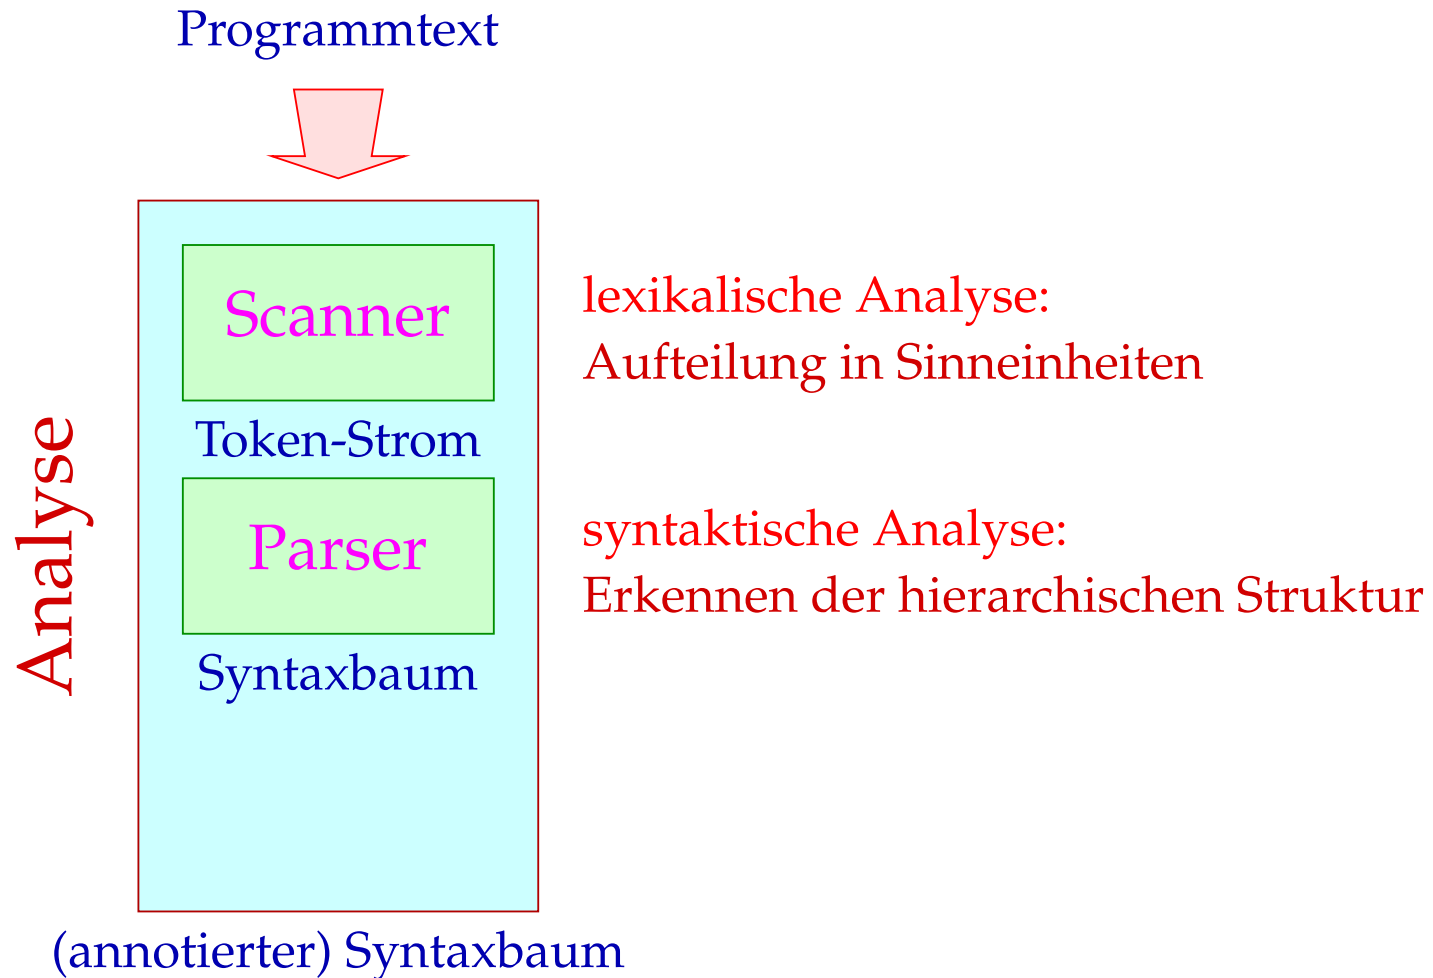 Programmtext
Scanner
lexikalische Analyse:
Aufteilung in Sinneinheiten
Token-Strom
Analyse
Parser
syntaktische Analyse:
Erkennen der hierarchischen Struktur
Syntaxbaum
(annotierter) Syntaxbaum